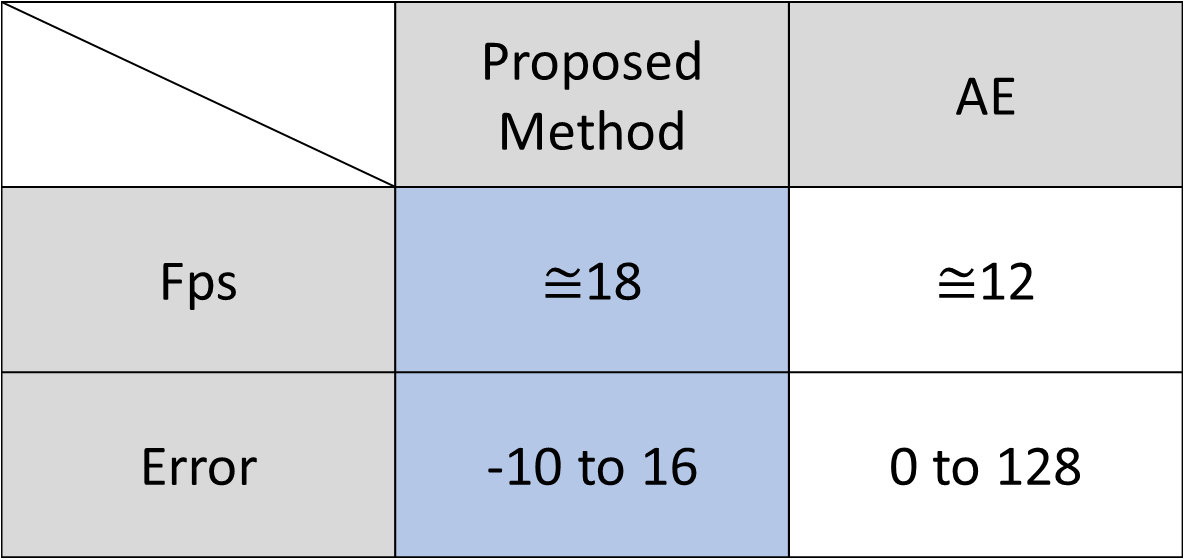 Proposed
Method
AE
Fps
≅18
≅12
Error
-10 to 16
0 to 128